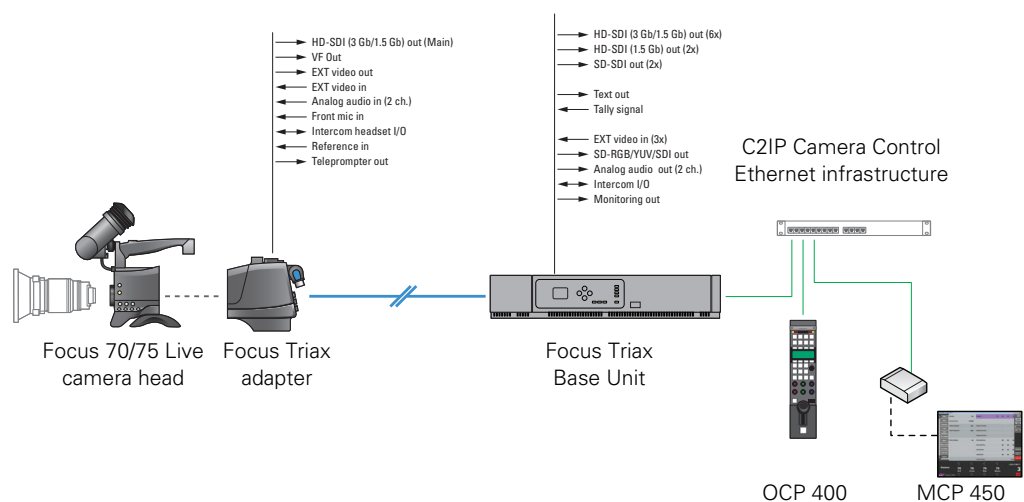 HD-SDI (3 Gb/1.5 Gb) out (Main)
VF Out
EXT video out
EXT video in
Analog audio in (2 ch.)
Front mic in
Intercom headset I/O
Reference in
Teleprompter out
HD-SDI (3 Gb/1.5 Gb) out (6x)
HD-SDI (1.5 Gb) out (2x)
SD-SDI out (2x)
Text out
Tally signal
EXT video in (3x)
SD-RGB/YUV/SDI out
Analog audio  out (2 ch.)
Intercom I/O
Monitoring out
C2IP Camera Control
Ethernet infrastructure
Focus 70/75 Live
camera head
Focus Triax
adapter
Focus Triax
Base Unit
OCP 400
MCP 450